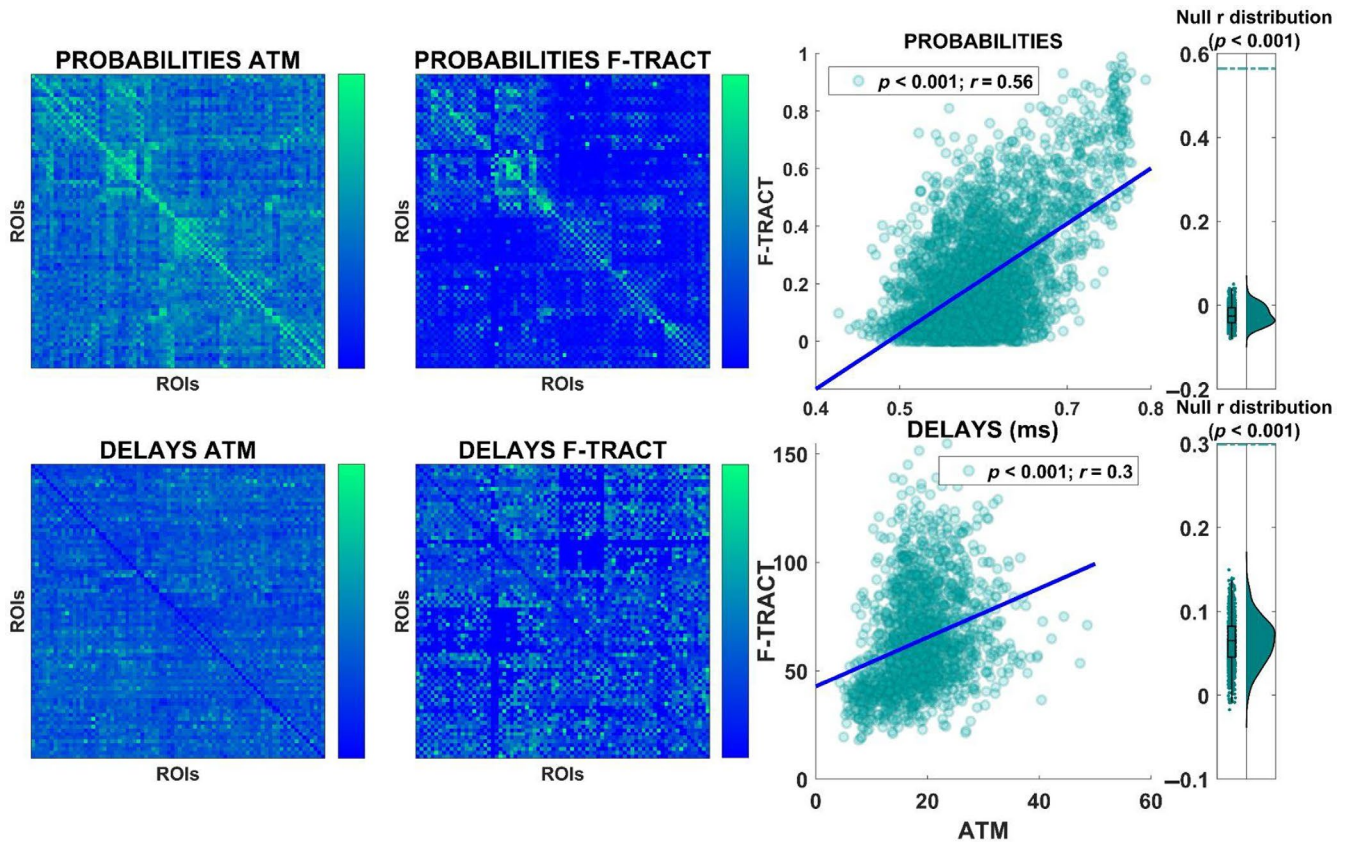 PROBABILITIES ATM
ROIs
ROIs
PROBABILITIES F-TRACT
ROIs
ROIs
PROBABILITIES
p < 0.001; r = 0.56
F-TRACT
1
0.8
0.6
0.4
0.2
0
0.4
0.5
0.6
0.7
0.8
Null r distribution
(p < 0.001)
0.6
0.4
0.2
0
–0.2
DELAYS ATM
ROIs
ROIs
DELAYS F-TRACT
ROIs
ROIs
DELAYS (ms)
p < 0.001; r = 0.3
F-TRACT
150
100
50
0
0
20
40
60
ATM
Null r distribution
(p < 0.001)
0.3
0.2
0.1
0
–0.1